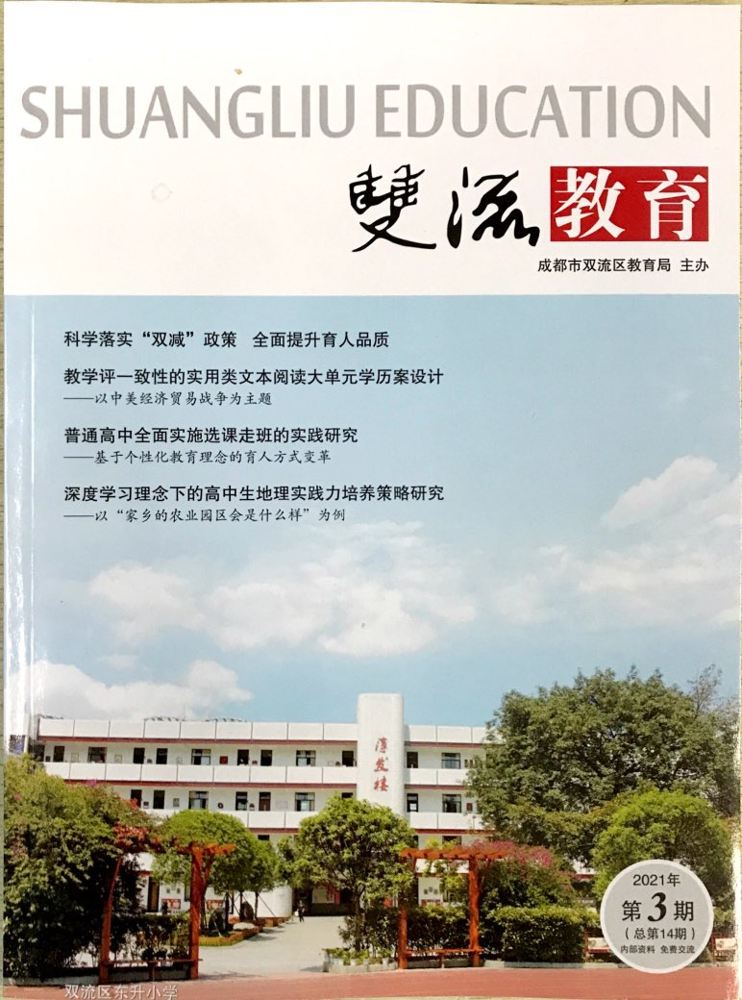 SHUANGLIU EDUCATION
雙流教育
成都市双流区教育局 主办
科学落实“双减”政策 全面提升育人品质
教学评一致性的实用类文本阅读大单元学历案设计
——以中美经济贸易战争为主题
普通高中全面实施选课走班的实践研究
——基于个性化教育理念的育人方式变革
深度学习理念下的高中生地理实践力培养策略研究
——以“家乡的农业园区会是什么样”为例
薄发楼
2021年
第3期
(总第14期)
内部资料 免费交流
双流区东升小学